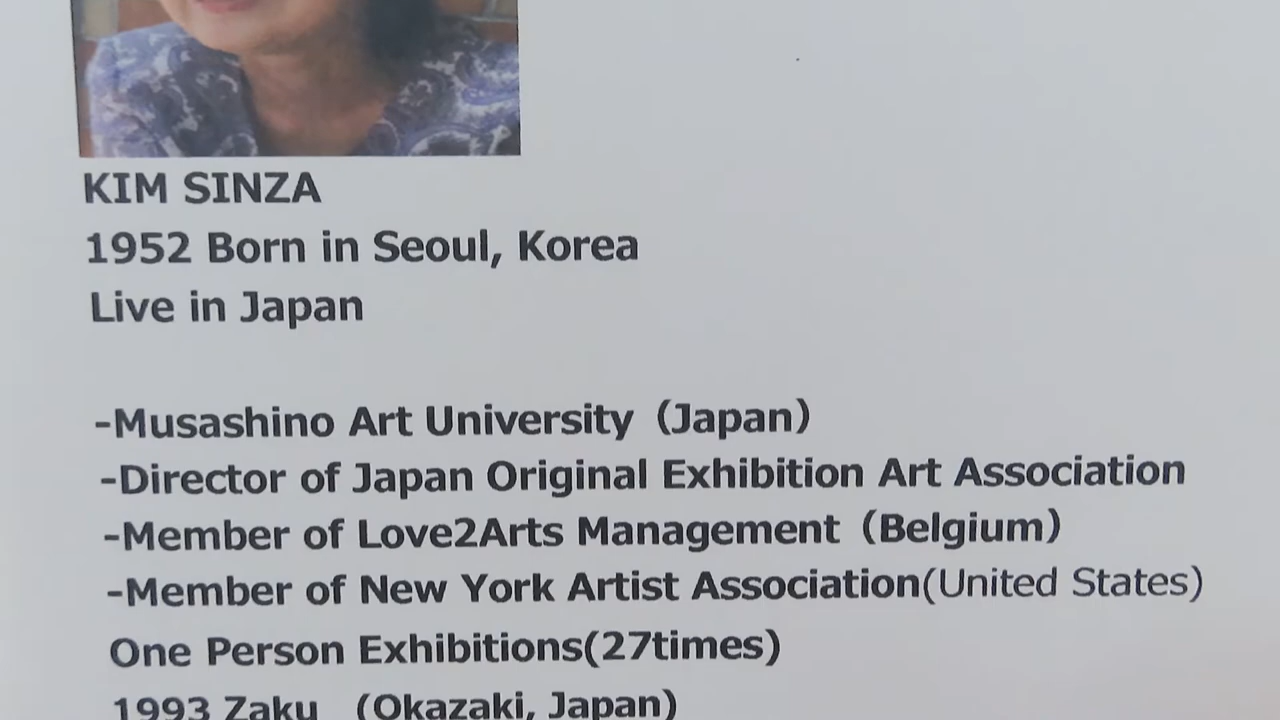 KIM SINZA
1952 Born in Seoul, Korea
Live in Japan
-Musashino Art University (Japan)
-Director of Japan Original Exhibition Art Association
-Member of Love2Arts Management (Belgium)
-Member of New York Artist Association(United States)
One Person Exhibitions(27times)
1993 Zaku (Okazaki, Japan)